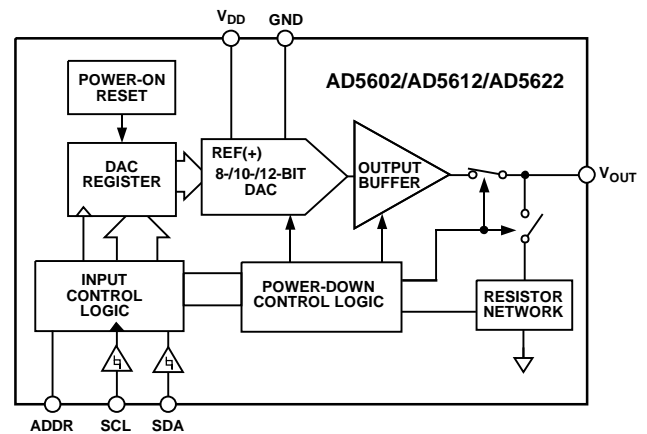 VDD
GND
POWER-ON
RESET
AD5602/AD5612/AD5622
DAC
REGISTER
REF(+)
8-/10-/12-BIT
DAC
OUTPUT
BUFFER
VOUT
INPUT
CONTROL
LOGIC
POWER-DOWN
CONTROL LOGIC
RESISTOR
NETWORK
ADDR
SCL
SDA